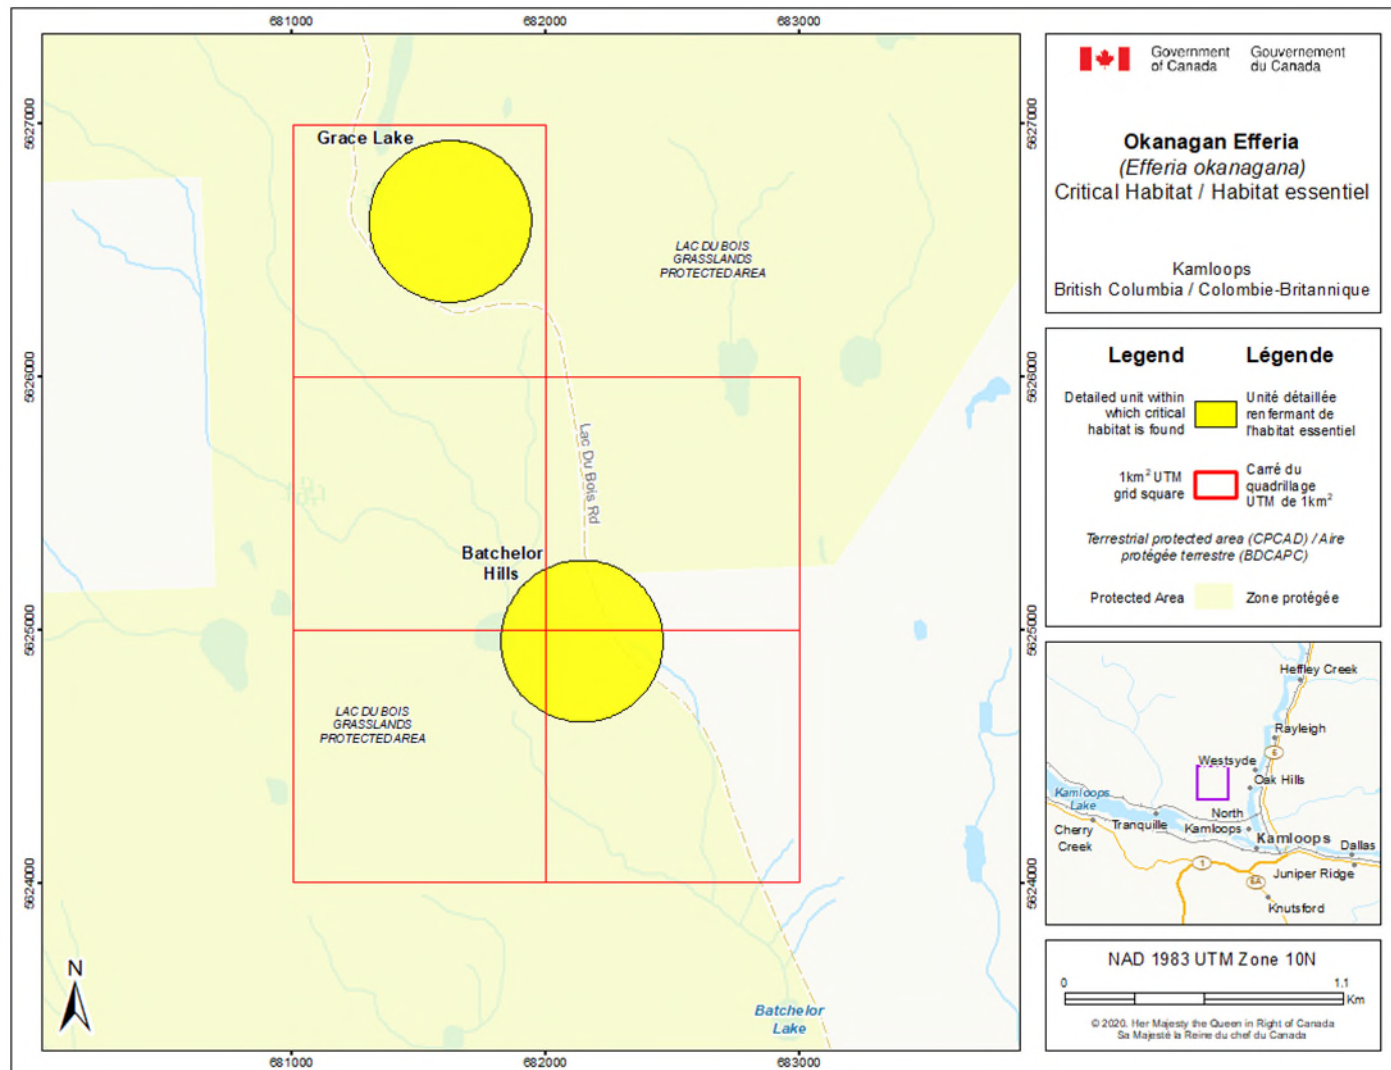 681000
682000
683000
5627000
5626000
5625000
5624000
5627000
5626000
5625000
5624000
681000
682000
683000
Grace Lake
LAC DU BOIS
GRASSLANDS
PROTECTED AREA
Lac Du Bois Rd
Batchelor
Hills
LAC DU BOIS
GRASSLANDS
PROTECTED AREA
Batchelor
Lake
N
Government
of Canada
Gouvernement
du Canada
Okanagan Efferia
(Efferia okanagana)
Critical Habitat / Habitat essentiel
Kamloops
British Columbia / Colombie-Britannique
Legend
Légende
Detailed unit within
which critical
habitat is found
Unité détaillée
renfermant de
l'habitat essentiel
1km² UTM
grid square
Carré du
quadrillage
UTM de 1km²
Terrestrial protected area (CPCAD) / Aire
protégée terrestre (BDCAPC)
Protected Area
Zone protégée
Heffley Creek
Rayleigh
5
Westsyde
Oak Hills
Kamloops
Lake
North
Kamloops
Tranquille
Cherry
Creek
Kamloops
Dallas
1
Juniper Ridge
5A
Knutsford
NAD 1983 UTM Zone 10N
0
1.1
Km
© 2020. Her Majesty the Queen in Right of Canada
Sa Majesté la Reine du chef du Canada